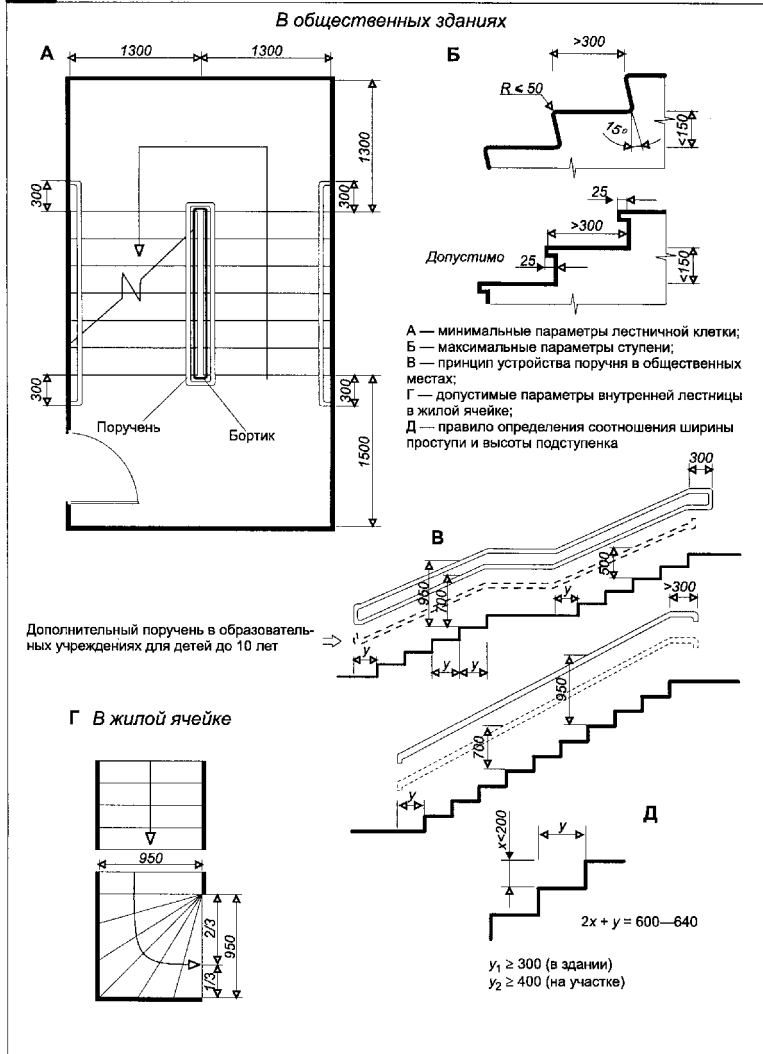 В общественных зданиях
А
1300
1300
1300
300
300
300
300
1500
Поручень
Бортик
Б
>300
R ⩽ 50
15°
<150
25
>300
Допустимо
25
<150
А — минимальные параметры лестничной клетки;
Б — максимальные параметры ступени;
В — принцип устройства поручня в общественных
местах;
Г — допустимые параметры внутренней лестницы
в жилой ячейке;
Д — правило определения соотношения ширины
проступи и высоты подступенка
В
300
950
>700
500
y
y
y
y
>300
Дополнительный поручень в образователь-
ных учреждениях для детей до 10 лет
950
700
y
Г В жилой ячейке
950
2/3
1/3
950
Д
x<200
y
2x + y = 600—640
y₁ ≥ 300 (в здании)
y₂ ≥ 400 (на участке)